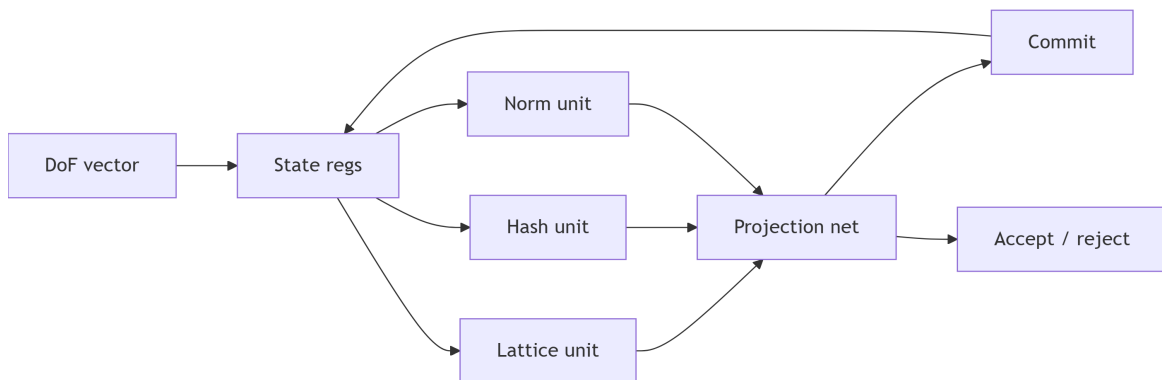 Commit
Norm unit
DoF vector
State regs
Hash unit
Projection net
Accept / reject
Lattice unit